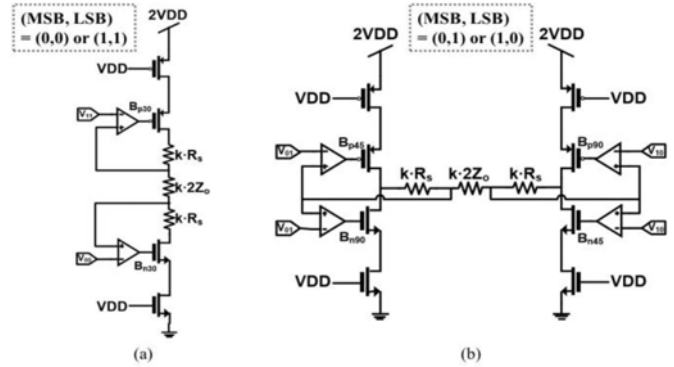 (MSB, LSB)
= (0,0) or (1,1)
2VDD
VDD
Bp30
V11
k·Rs
k·2Zo
k·Rs
Bn30
VDD
(a)
(MSB, LSB)
= (0,1) or (1,0)
2VDD
2VDD
VDD
VDD
Bp45
Bp90
V01
V10
k·Rs
k·2Zo
k·Rs
V01
V10
Bn90
Bn45
VDD
VDD
(b)